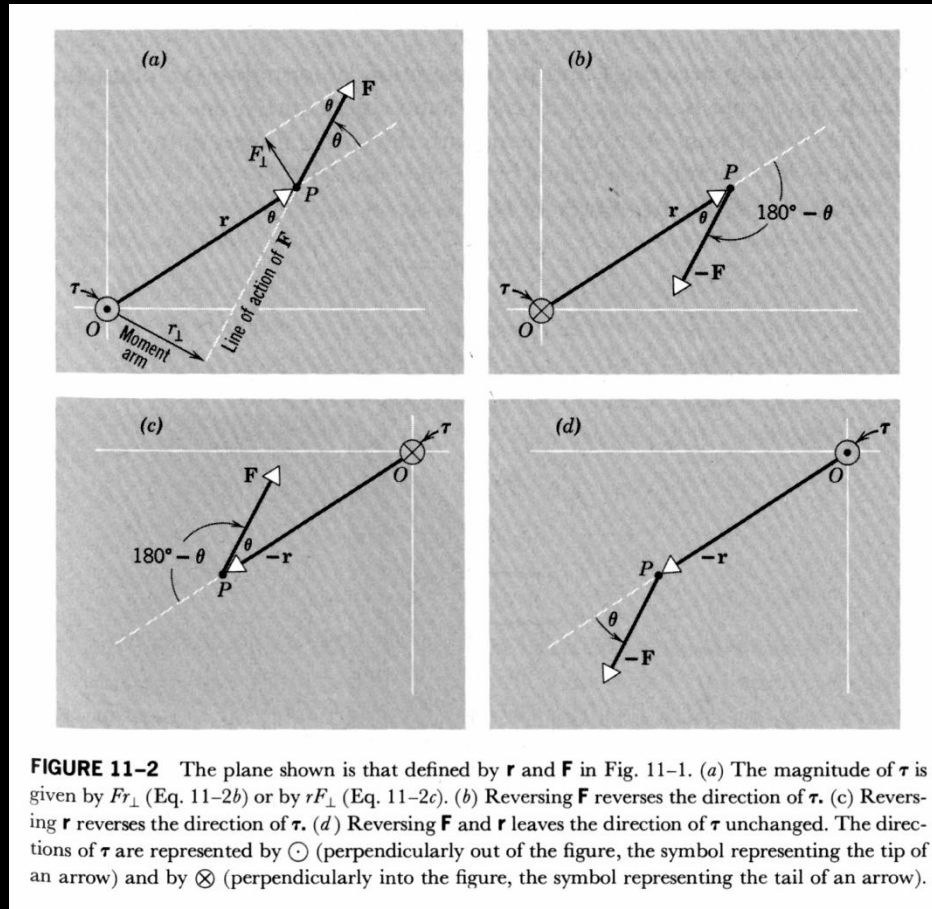 (a)
F
θ
θ
F⊥
P
r
θ
Line of action of F
τ
O
r⊥
Moment
arm
(b)
P
r
θ
180° − θ
−F
τ
O
(c)
τ
F
O
θ
180° − θ
−r
P
(d)
τ
O
−r
P
θ
−F
FIGURE 11–2 The plane shown is that defined by r and F in Fig. 11–1. (a) The magnitude of τ is
given by Fr⊥ (Eq. 11–2b) or by rF⊥ (Eq. 11–2c). (b) Reversing F reverses the direction of τ. (c) Revers-
ing r reverses the direction of τ. (d) Reversing F and r leaves the direction of τ unchanged. The direc-
tions of τ are represented by ⊙ (perpendicularly out of the figure, the symbol representing the tip of
an arrow) and by ⊗ (perpendicularly into the figure, the symbol representing the tail of an arrow).